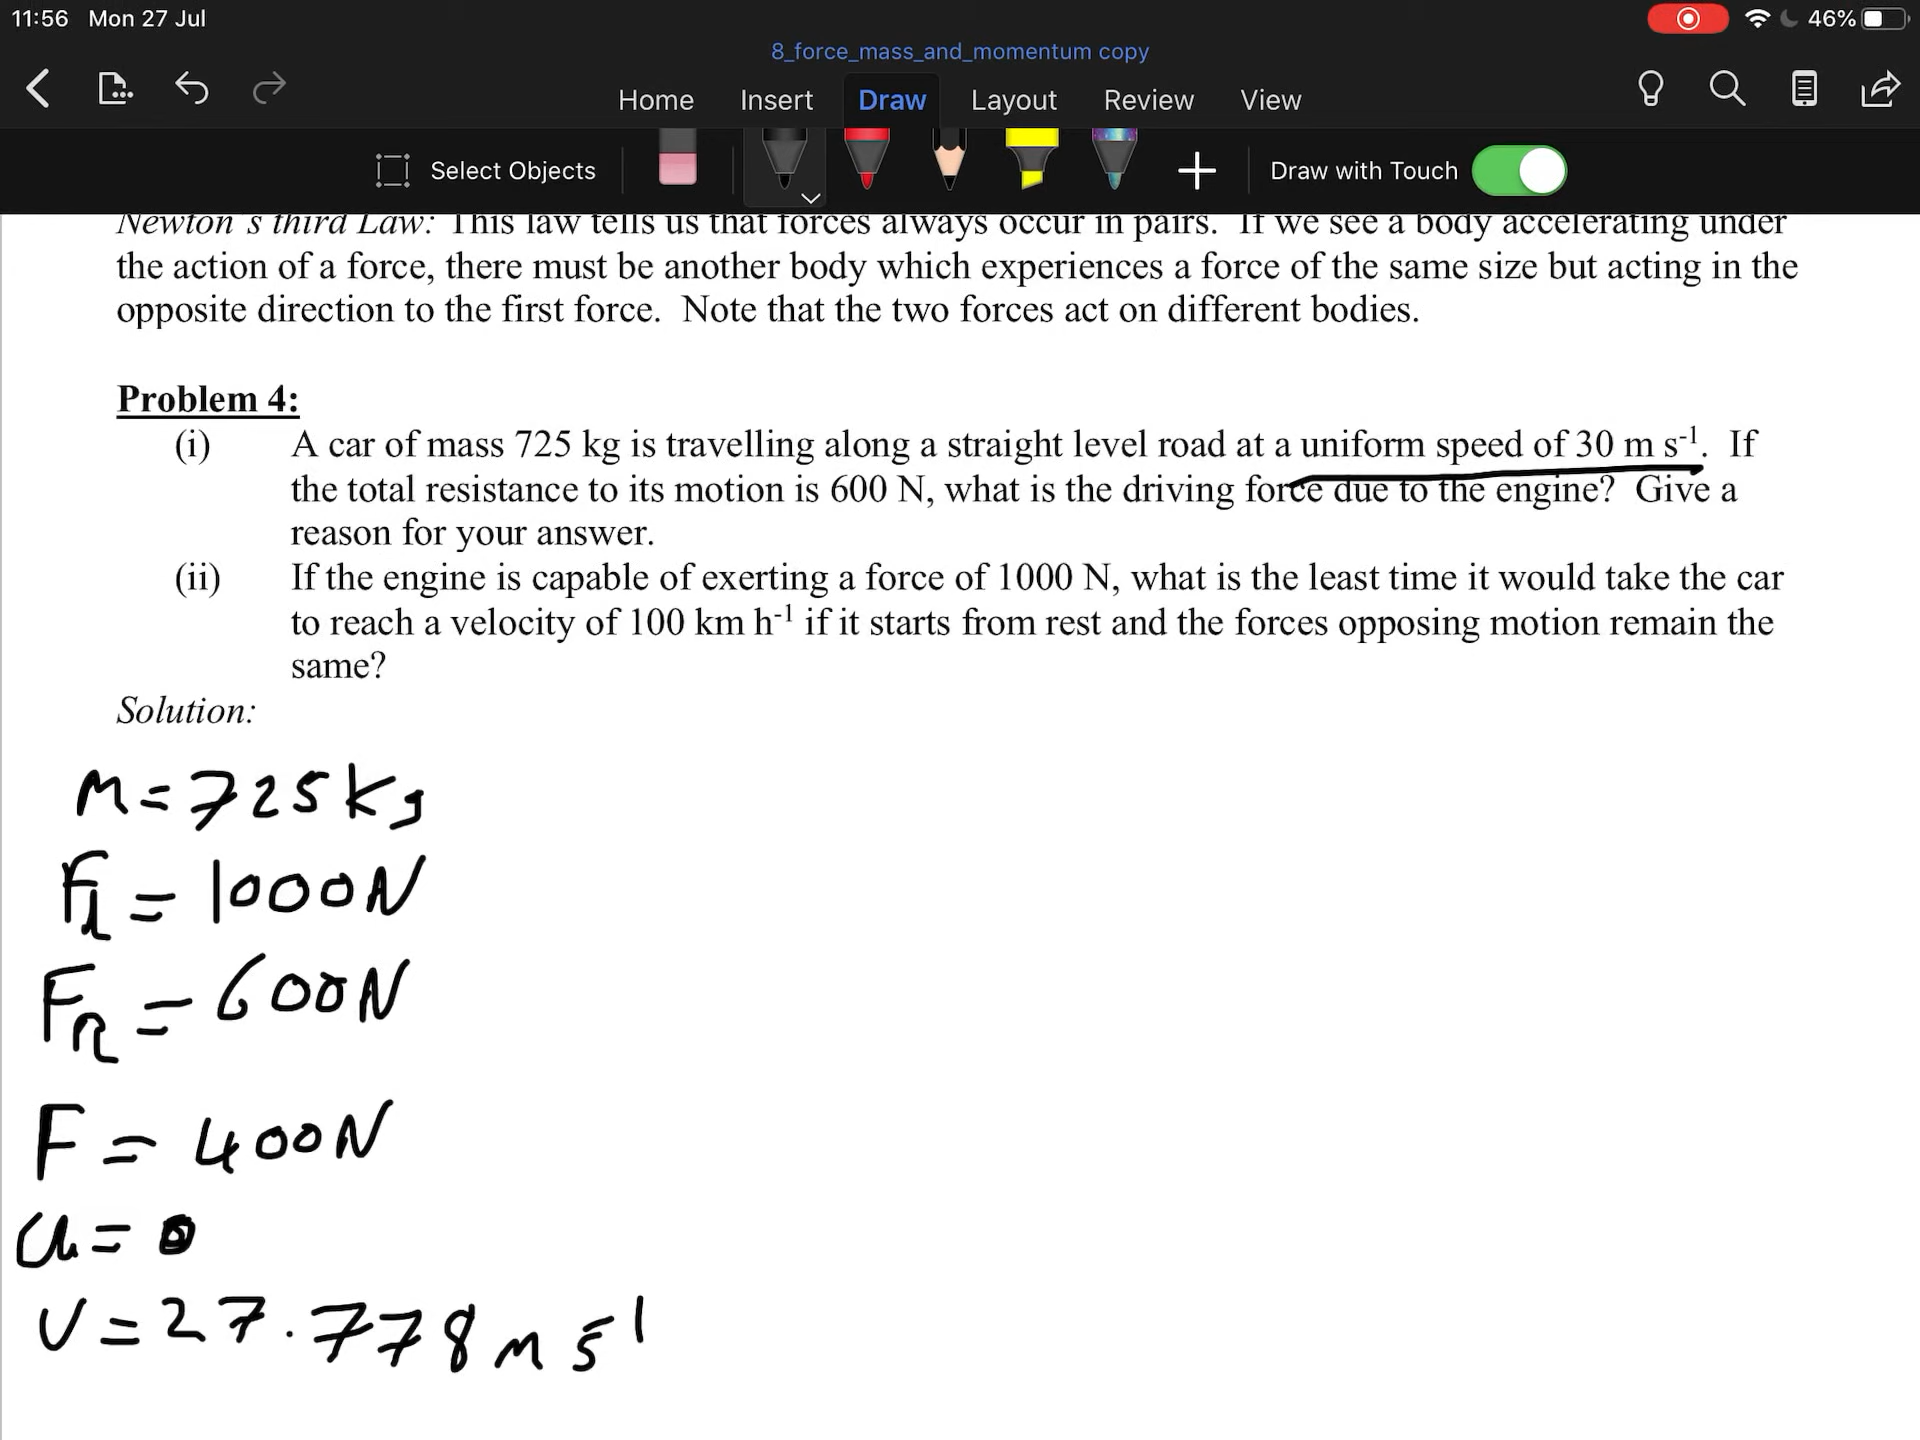 11:56 Mon 27 Jul
46%
8_force_mass_and_momentum copy
Home Insert Draw Layout Review View
Select Objects
Draw with Touch
Newton's third Law: This law tells us that forces always occur in pairs. If we see a body accelerating under
the action of a force, there must be another body which experiences a force of the same size but acting in the
opposite direction to the first force. Note that the two forces act on different bodies.
Problem 4:
(i) A car of mass 725 kg is travelling along a straight level road at a uniform speed of 30 m s⁻¹. If
the total resistance to its motion is 600 N, what is the driving force due to the engine? Give a
reason for your answer.
(ii) If the engine is capable of exerting a force of 1000 N, what is the least time it would take the car
to reach a velocity of 100 km h⁻¹ if it starts from rest and the forces opposing motion remain the
same?
Solution:
m = 725 kg
F₁ = 1000N
F_R = 600N
F = 400N
u = 0
v = 27.778 m s⁻¹